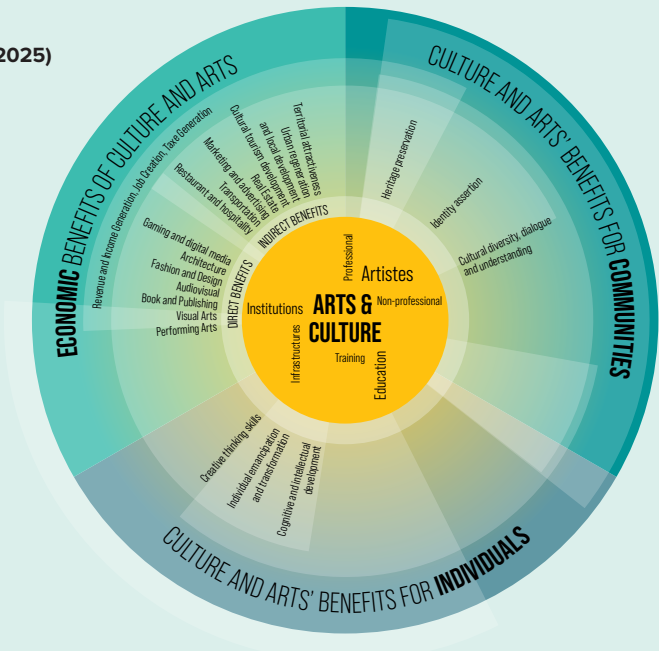 2025)
ECONOMIC BENEFITS OF CULTURE AND ARTS
Revenue and Income Generation, Job Creation, Taxe Generation
INDIRECT BENEFITS
Territorial attractiveness
Urban regeneration
and local development
Cultural tourism development
Real Estate
Marketing and advertising
Transportation
Restaurant and hospitality
DIRECT BENEFITS
Gaming and digital media
Architecture
Fashion and Design
Audiovisual
Book and Publishing
Visual Arts
Performing Arts
CULTURE AND ARTS' BENEFITS FOR COMMUNITIES
Heritage preservation
Identity assertion
Cultural diversity, dialogue
and understanding
Professional
Artistes
Non-professional
Institutions
ARTS &
CULTURE
Infrastructures
Training
Education
Creative thinking skills
Individual emancipation
and transformation
Cognitive and intellectual
development
CULTURE AND ARTS' BENEFITS FOR INDIVIDUALS